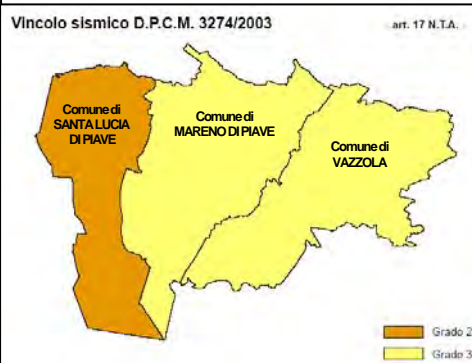 Vincolo sismico D.P.C.M. 3274/2003 art. 17 N.T.A.
Comune di
SANTA LUCIA
DI PIAVE
Comune di
MARENO DI PIAVE
Comune di
VAZZOLA
Grado 2
Grado 3